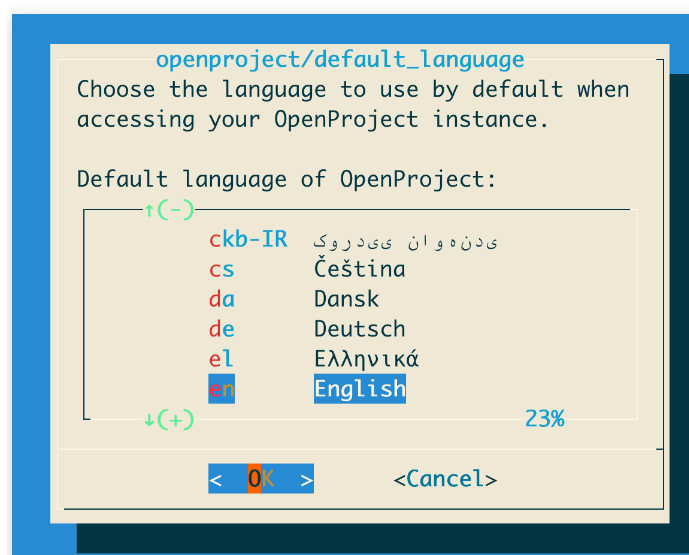 openproject/default_language
Choose the language to use by default when
accessing your OpenProject instance.
Default language of OpenProject:
↑(-)
ckb-IR کوردیی ناوەندی
cs Čeština
da Dansk
de Deutsch
el Ελληνικά
en English
↓(+) 23%
< OK > <Cancel>